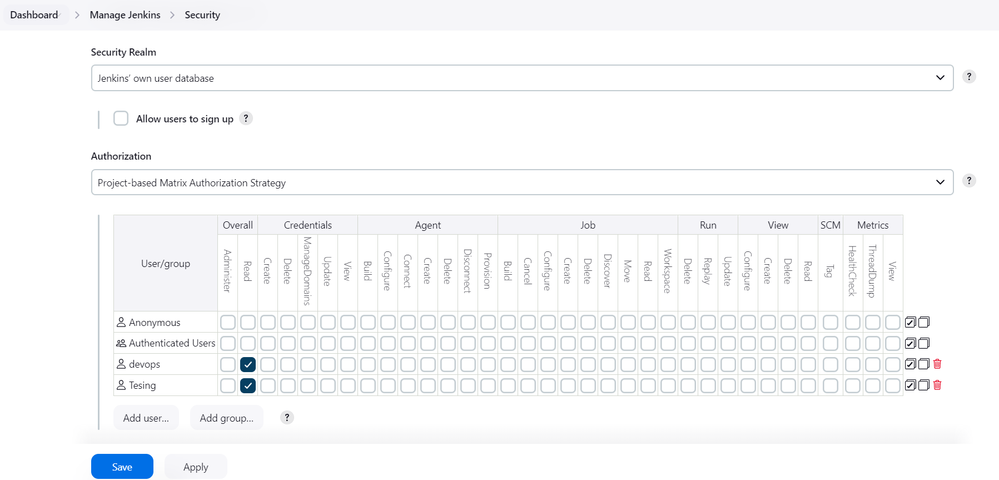 Dashboard > Manage Jenkins > Security
Security Realm
Jenkins' own user database
?
Allow users to sign up ?
Authorization
Project-based Matrix Authorization Strategy
?
User/group
Overall Credentials Agent Job Run View SCM Metrics
Administer Read Create Delete ManageDomains Update View Build Configure Connect Create Delete Disconnect Provision Build Cancel Configure Create Delete Discover Move Read Workspace Delete Replay Update Configure Create Delete Read Tag HealthCheck ThreadDump View
Anonymous
Authenticated Users
devops
Tesing
Add user... Add group... ?
Save Apply